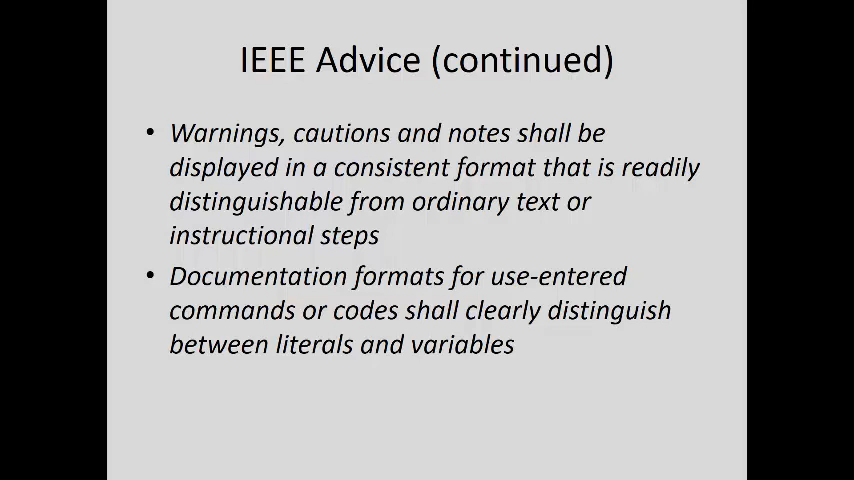 IEEE Advice (continued)
• Warnings, cautions and notes shall be
displayed in a consistent format that is readily
distinguishable from ordinary text or
instructional steps
• Documentation formats for use-entered
commands or codes shall clearly distinguish
between literals and variables